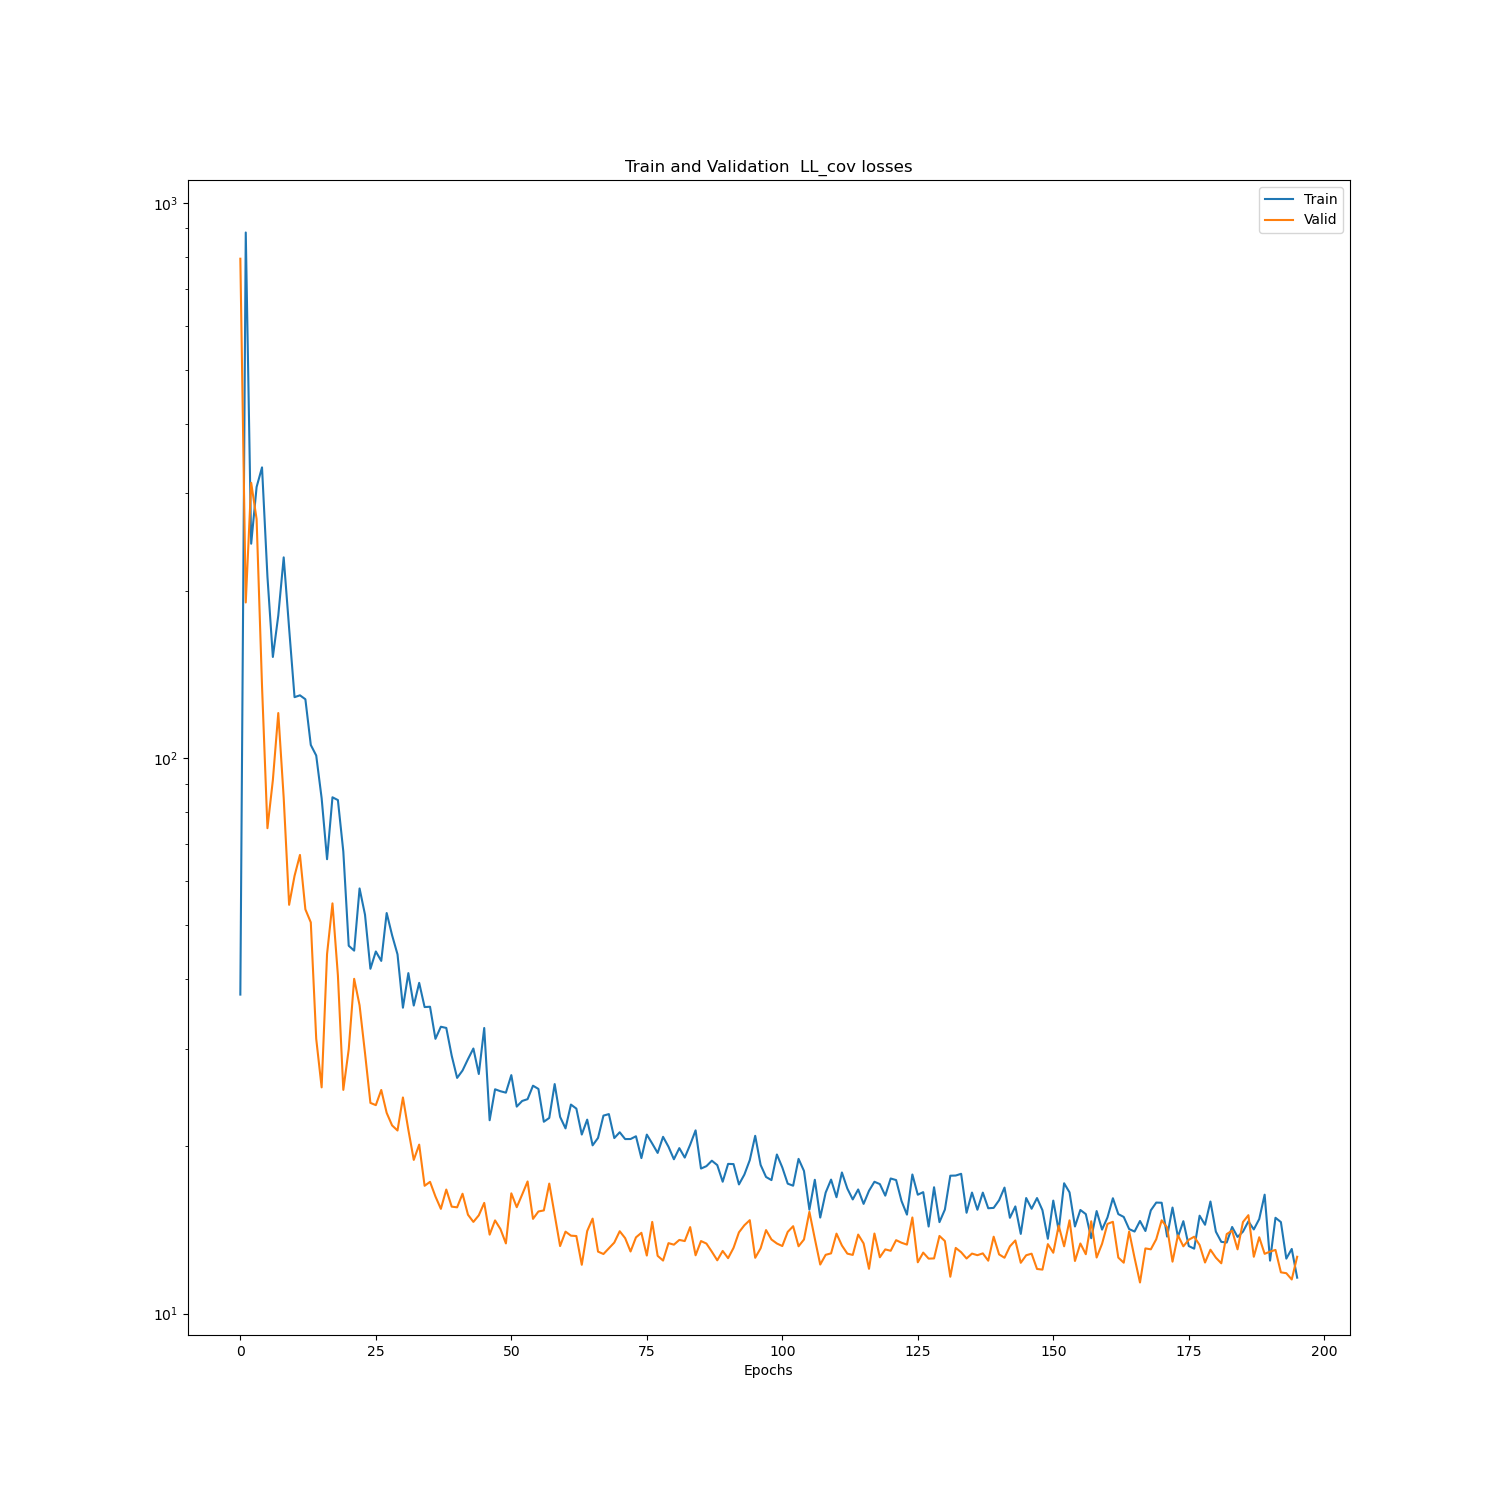 Train and Validation  LL_cov losses
Train
Valid
10³
10²
10¹
0 25 50 75 100 125 150 175 200
Epochs